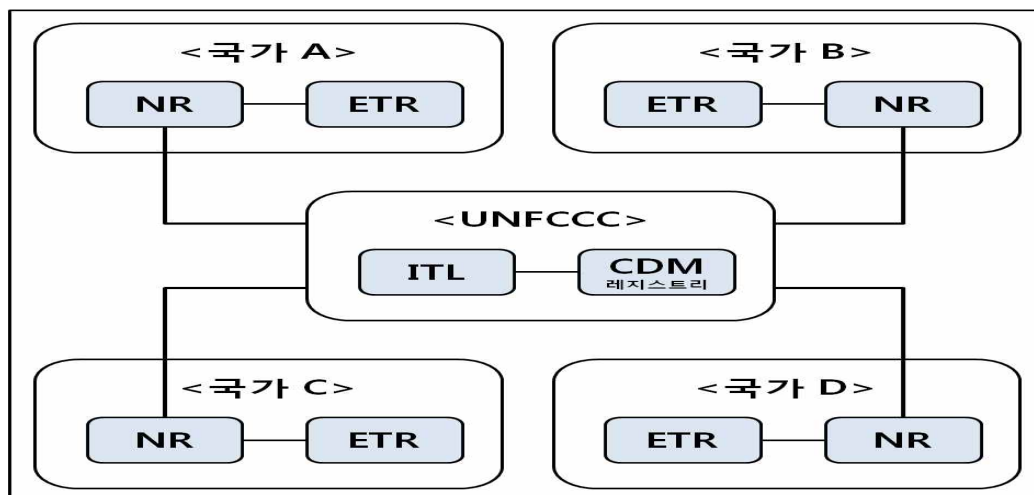 <국가 A>
NR
ETR
<국가 B>
ETR
NR
<UNFCCC>
ITL
CDM
레지스트리
<국가 C>
NR
ETR
<국가 D>
ETR
NR